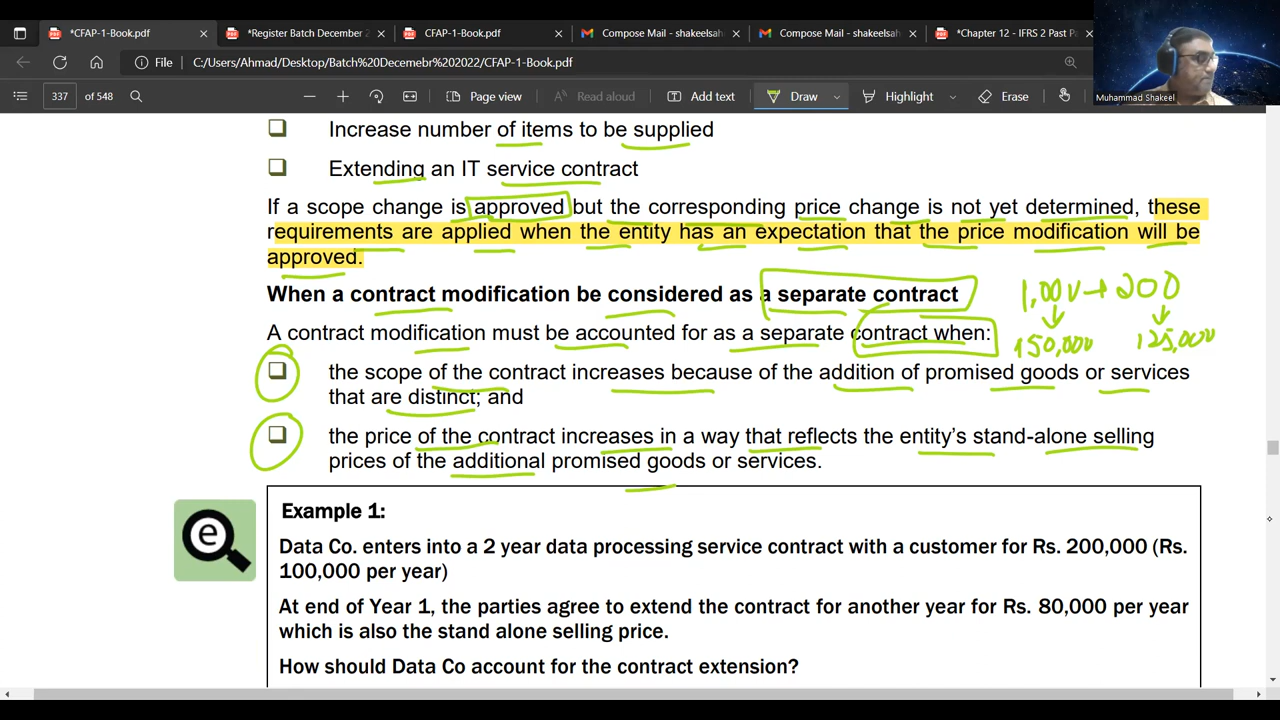 *CFAP-1-Book.pdf
*Register Batch December 2
CFAP-1-Book.pdf
Compose Mail - shakeelsah
Compose Mail - shakeelsah
*Chapter 12 - IFRS 2 Past P
File
C:/Users/Ahmad/Desktop/Batch%20Decemebr%202022/CFAP-1-Book.pdf
337 of 548
Page view
Read aloud
Add text
Draw
Highlight
Erase
Muhammad Shakeel
Increase number of items to be supplied
Extending an IT service contract
If a scope change is approved but the corresponding price change is not yet determined, these
requirements are applied when the entity has an expectation that the price modification will be
approved.
When a contract modification be considered as a separate contract
200
A contract modification must be accounted for as a separate contract when:
150,000 125,000
the scope of the contract increases because of the addition of promised goods or services
that are distinct; and
the price of the contract increases in a way that reflects the entity's stand-alone selling
prices of the additional promised goods or services.
e
Example 1:
Data Co. enters into a 2 year data processing service contract with a customer for Rs. 200,000 (Rs.
100,000 per year)
At end of Year 1, the parties agree to extend the contract for another year for Rs. 80,000 per year
which is also the stand alone selling price.
How should Data Co account for the contract extension?